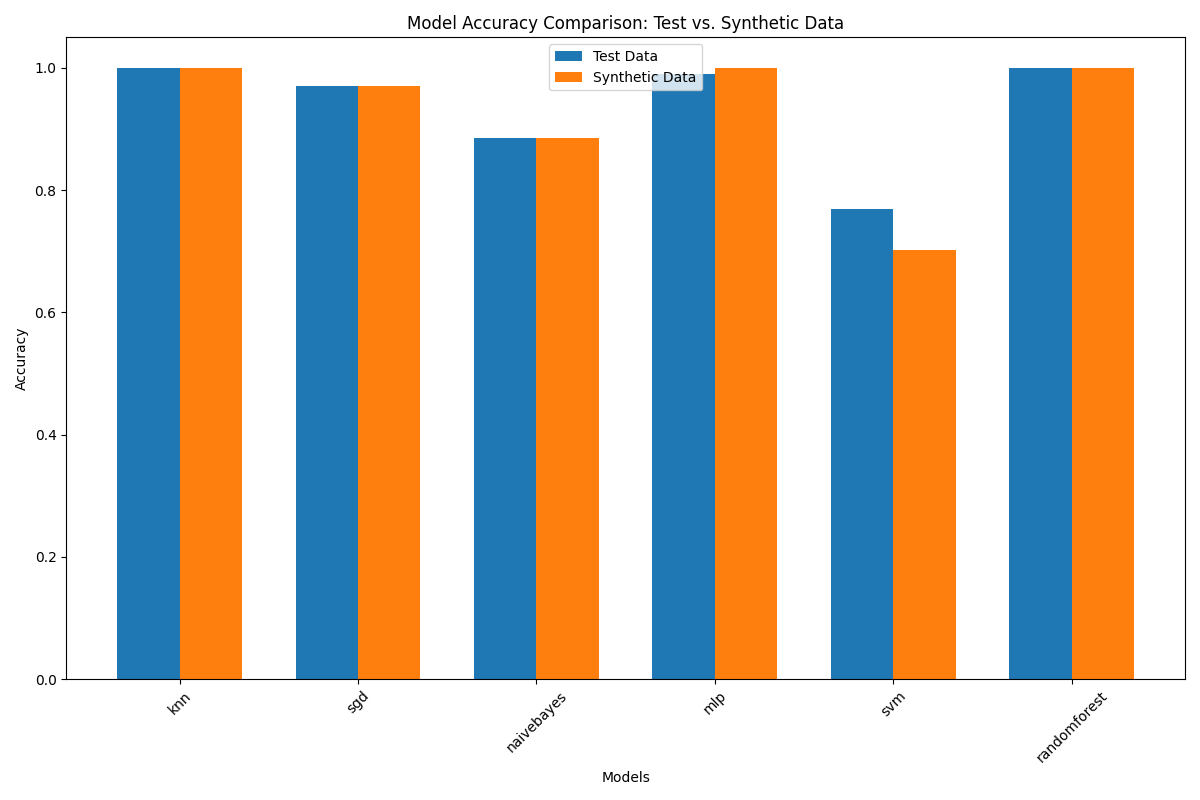 Model Accuracy Comparison: Test vs. Synthetic Data
Test Data
Synthetic Data
1.0
0.8
0.6
0.4
0.2
0.0
Accuracy
knn
sgd
naivebayes
mlp
svm
randomforest
Models